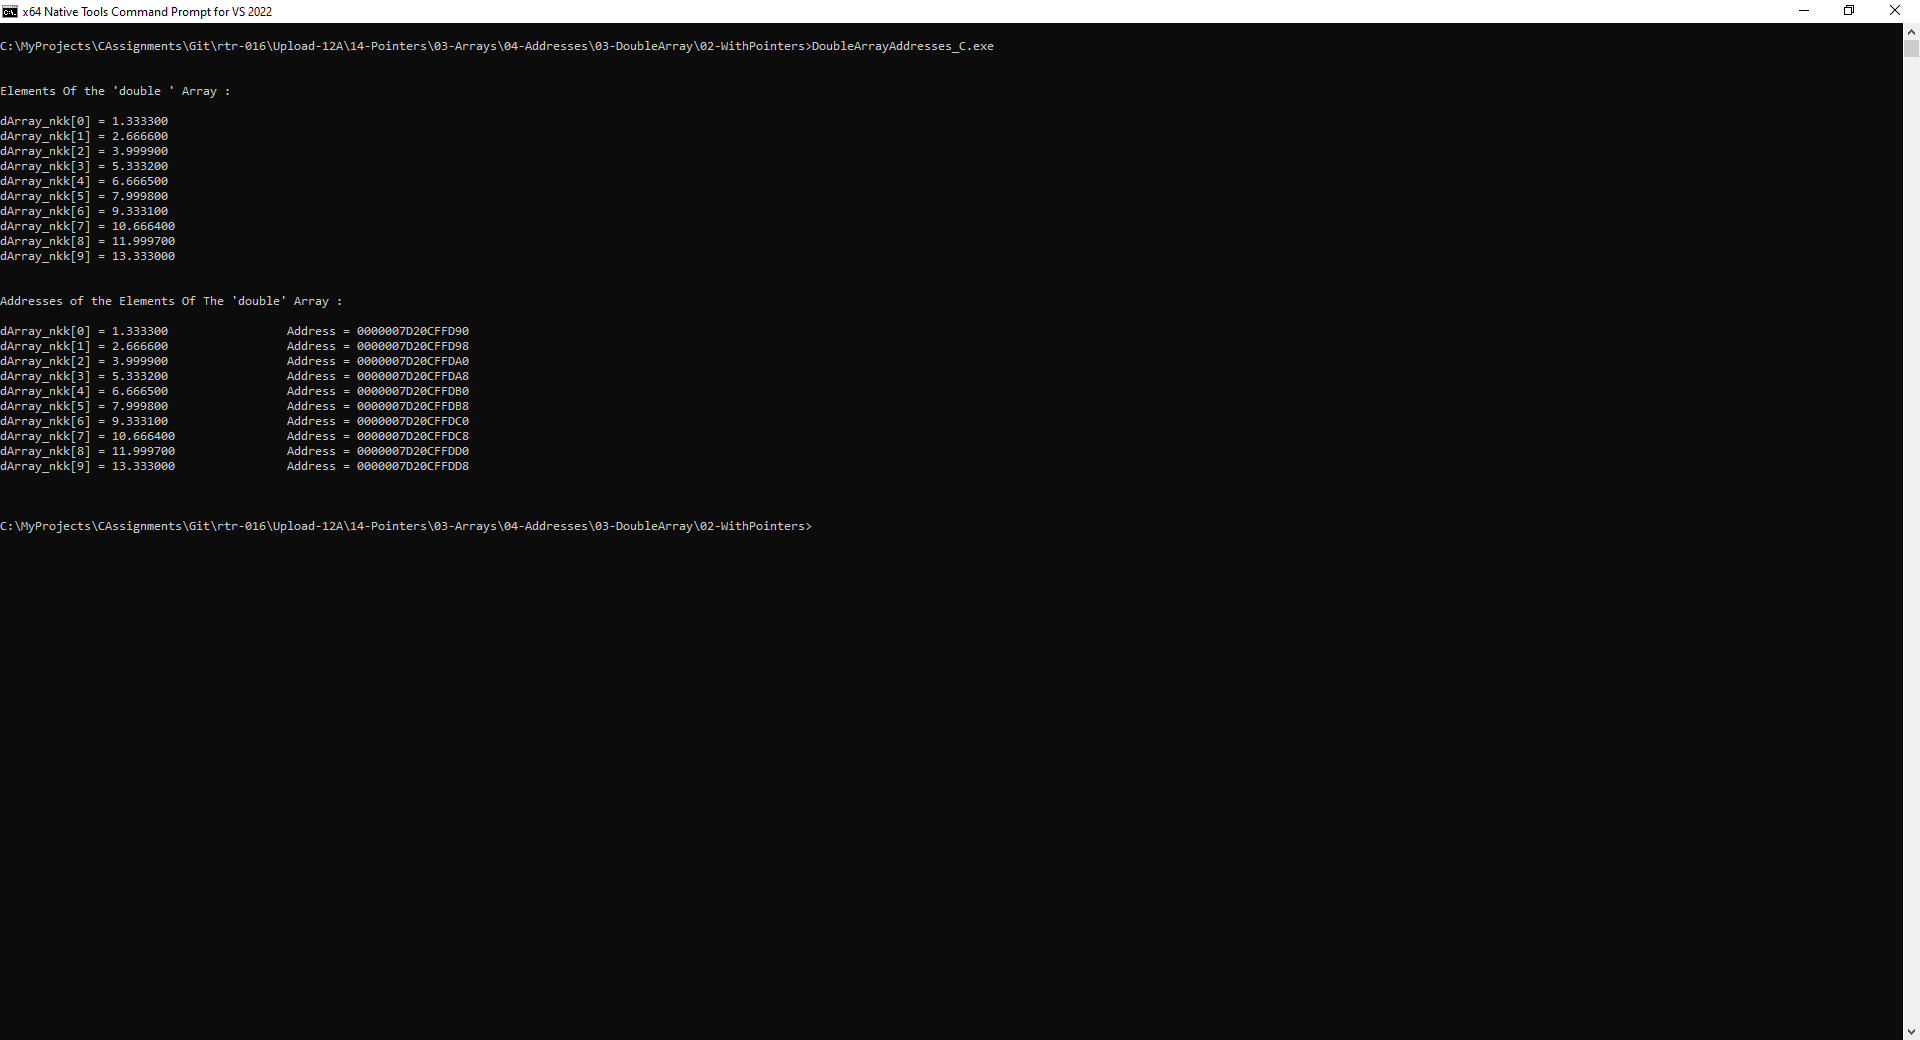 x64 Native Tools Command Prompt for VS 2022
C:\MyProjects\CAssignments\Git\rtr-016\Upload-12A\14-Pointers\03-Arrays\04-Addresses\03-DoubleArray\02-WithPointers>DoubleArrayAddresses_C.exe
Elements Of the 'double ' Array :
dArray_nkk[0] = 1.333300
dArray_nkk[1] = 2.666600
dArray_nkk[2] = 3.999900
dArray_nkk[3] = 5.333200
dArray_nkk[4] = 6.666500
dArray_nkk[5] = 7.999800
dArray_nkk[6] = 9.333100
dArray_nkk[7] = 10.666400
dArray_nkk[8] = 11.999700
dArray_nkk[9] = 13.333000
Addresses of the Elements Of The 'double' Array :
dArray_nkk[0] = 1.333300 Address = 0000007D20CFFD90
dArray_nkk[1] = 2.666600 Address = 0000007D20CFFD98
dArray_nkk[2] = 3.999900 Address = 0000007D20CFFDA0
dArray_nkk[3] = 5.333200 Address = 0000007D20CFFDA8
dArray_nkk[4] = 6.666500 Address = 0000007D20CFFDB0
dArray_nkk[5] = 7.999800 Address = 0000007D20CFFDB8
dArray_nkk[6] = 9.333100 Address = 0000007D20CFFDC0
dArray_nkk[7] = 10.666400 Address = 0000007D20CFFDC8
dArray_nkk[8] = 11.999700 Address = 0000007D20CFFDD0
dArray_nkk[9] = 13.333000 Address = 0000007D20CFFDD8
C:\MyProjects\CAssignments\Git\rtr-016\Upload-12A\14-Pointers\03-Arrays\04-Addresses\03-DoubleArray\02-WithPointers>